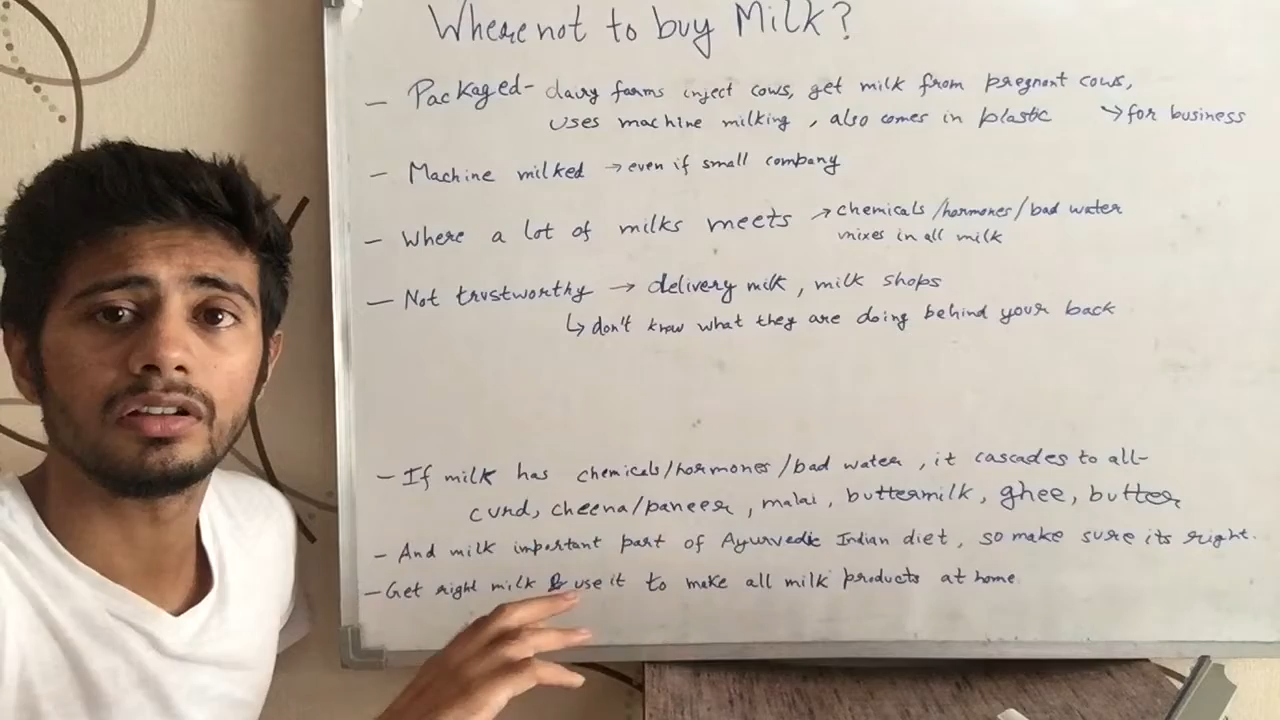 Where not to buy Milk?
- Packaged - dairy farms inject cows, get milk from pregnant cows,
uses machine milking, also comes in plastic → for business
- Machine milked → even if small company
- Where a lot of milks meets → chemicals/hormones/bad water
mixes in all milk
- Not trustworthy → delivery milk, milk shops
↳ don't know what they are doing behind your back
- If milk has chemicals/hormones/bad water, it cascades to all-
curd, cheena/paneer, malai, buttermilk, ghee, butter
- And milk important part of Ayurvedic Indian diet, so make sure its right.
- Get right milk & use it to make all milk products at home